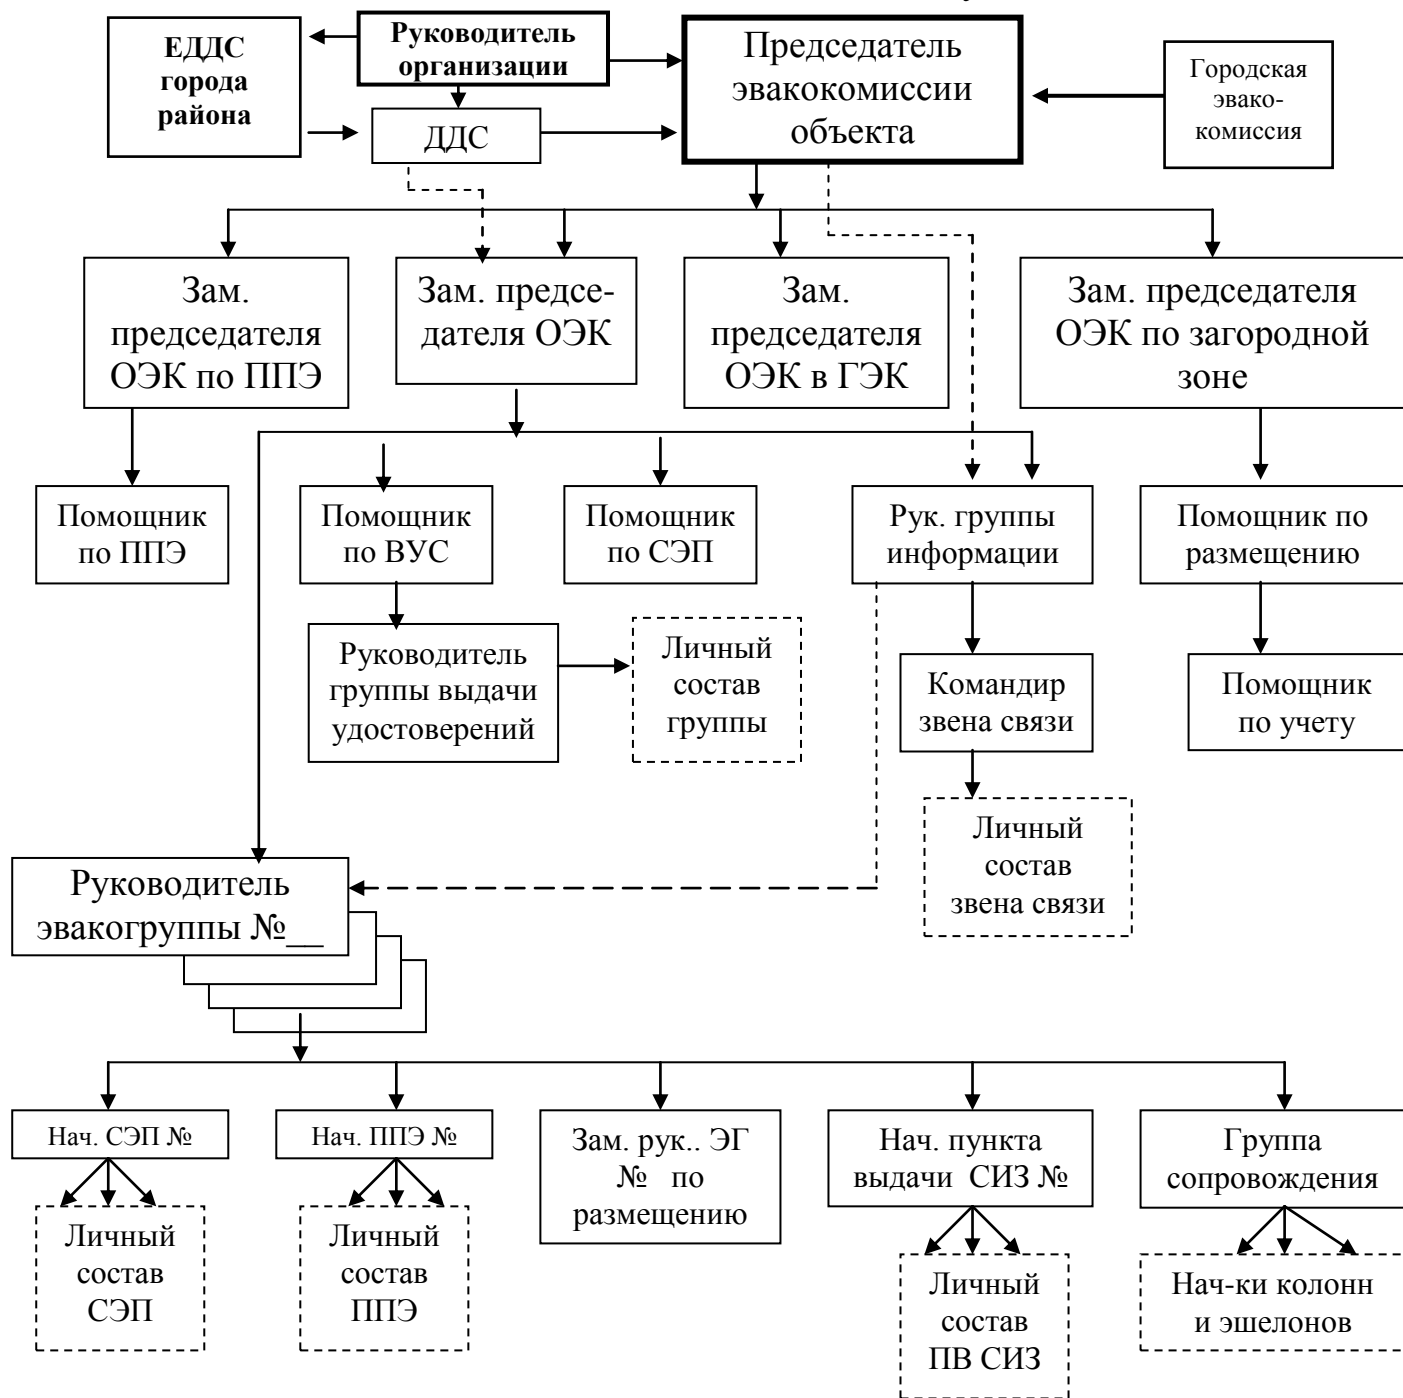 ЕДДС
города
района
Руководитель
организации
ДДС
Председатель
эвакокомиссии
объекта
Городская
эвако-
комиссия
Зам.
председателя
ОЭК по ППЭ
Зам. предсе-
дателя ОЭК
Зам.
председателя
ОЭК в ГЭК
Зам. председателя
ОЭК по загородной
зоне
Помощник
по ППЭ
Помощник
по ВУС
Помощник
по СЭП
Рук. группы
информации
Помощник по
размещению
Руководитель
группы выдачи
удостоверений
Личный
состав
группы
Командир
звена связи
Помощник
по учету
Личный
состав
звена связи
Руководитель
эвакогруппы №__
Нач. СЭП №
Нач. ППЭ №
Зам. рук.. ЭГ
№ по
размещению
Нач. пункта
выдачи СИЗ №
Группа
сопровождения
Личный
состав
СЭП
Личный
состав
ППЭ
Личный
состав
ПВ СИЗ
Нач-ки колонн
и эшелонов